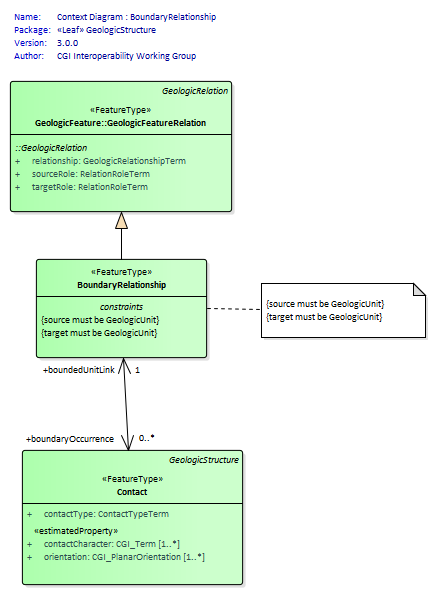 Name: Context Diagram : BoundaryRelationship
Package: «Leaf» GeologicStructure
Version: 3.0.0
Author: CGI Interoperability Working Group
GeologicRelation
«FeatureType»
GeologicFeature::GeologicFeatureRelation
::GeologicRelation
+ relationship: GeologicRelationshipTerm
+ sourceRole: RelationRoleTerm
+ targetRole: RelationRoleTerm
«FeatureType»
BoundaryRelationship
constraints
{source must be GeologicUnit}
{target must be GeologicUnit}
{source must be GeologicUnit}
{target must be GeologicUnit}
+boundedUnitLink 1
+boundaryOccurrence 0..*
GeologicStructure
«FeatureType»
Contact
+ contactType: ContactTypeTerm
«estimatedProperty»
+ contactCharacter: CGI_Term [1..*]
+ orientation: CGI_PlanarOrientation [1..*]